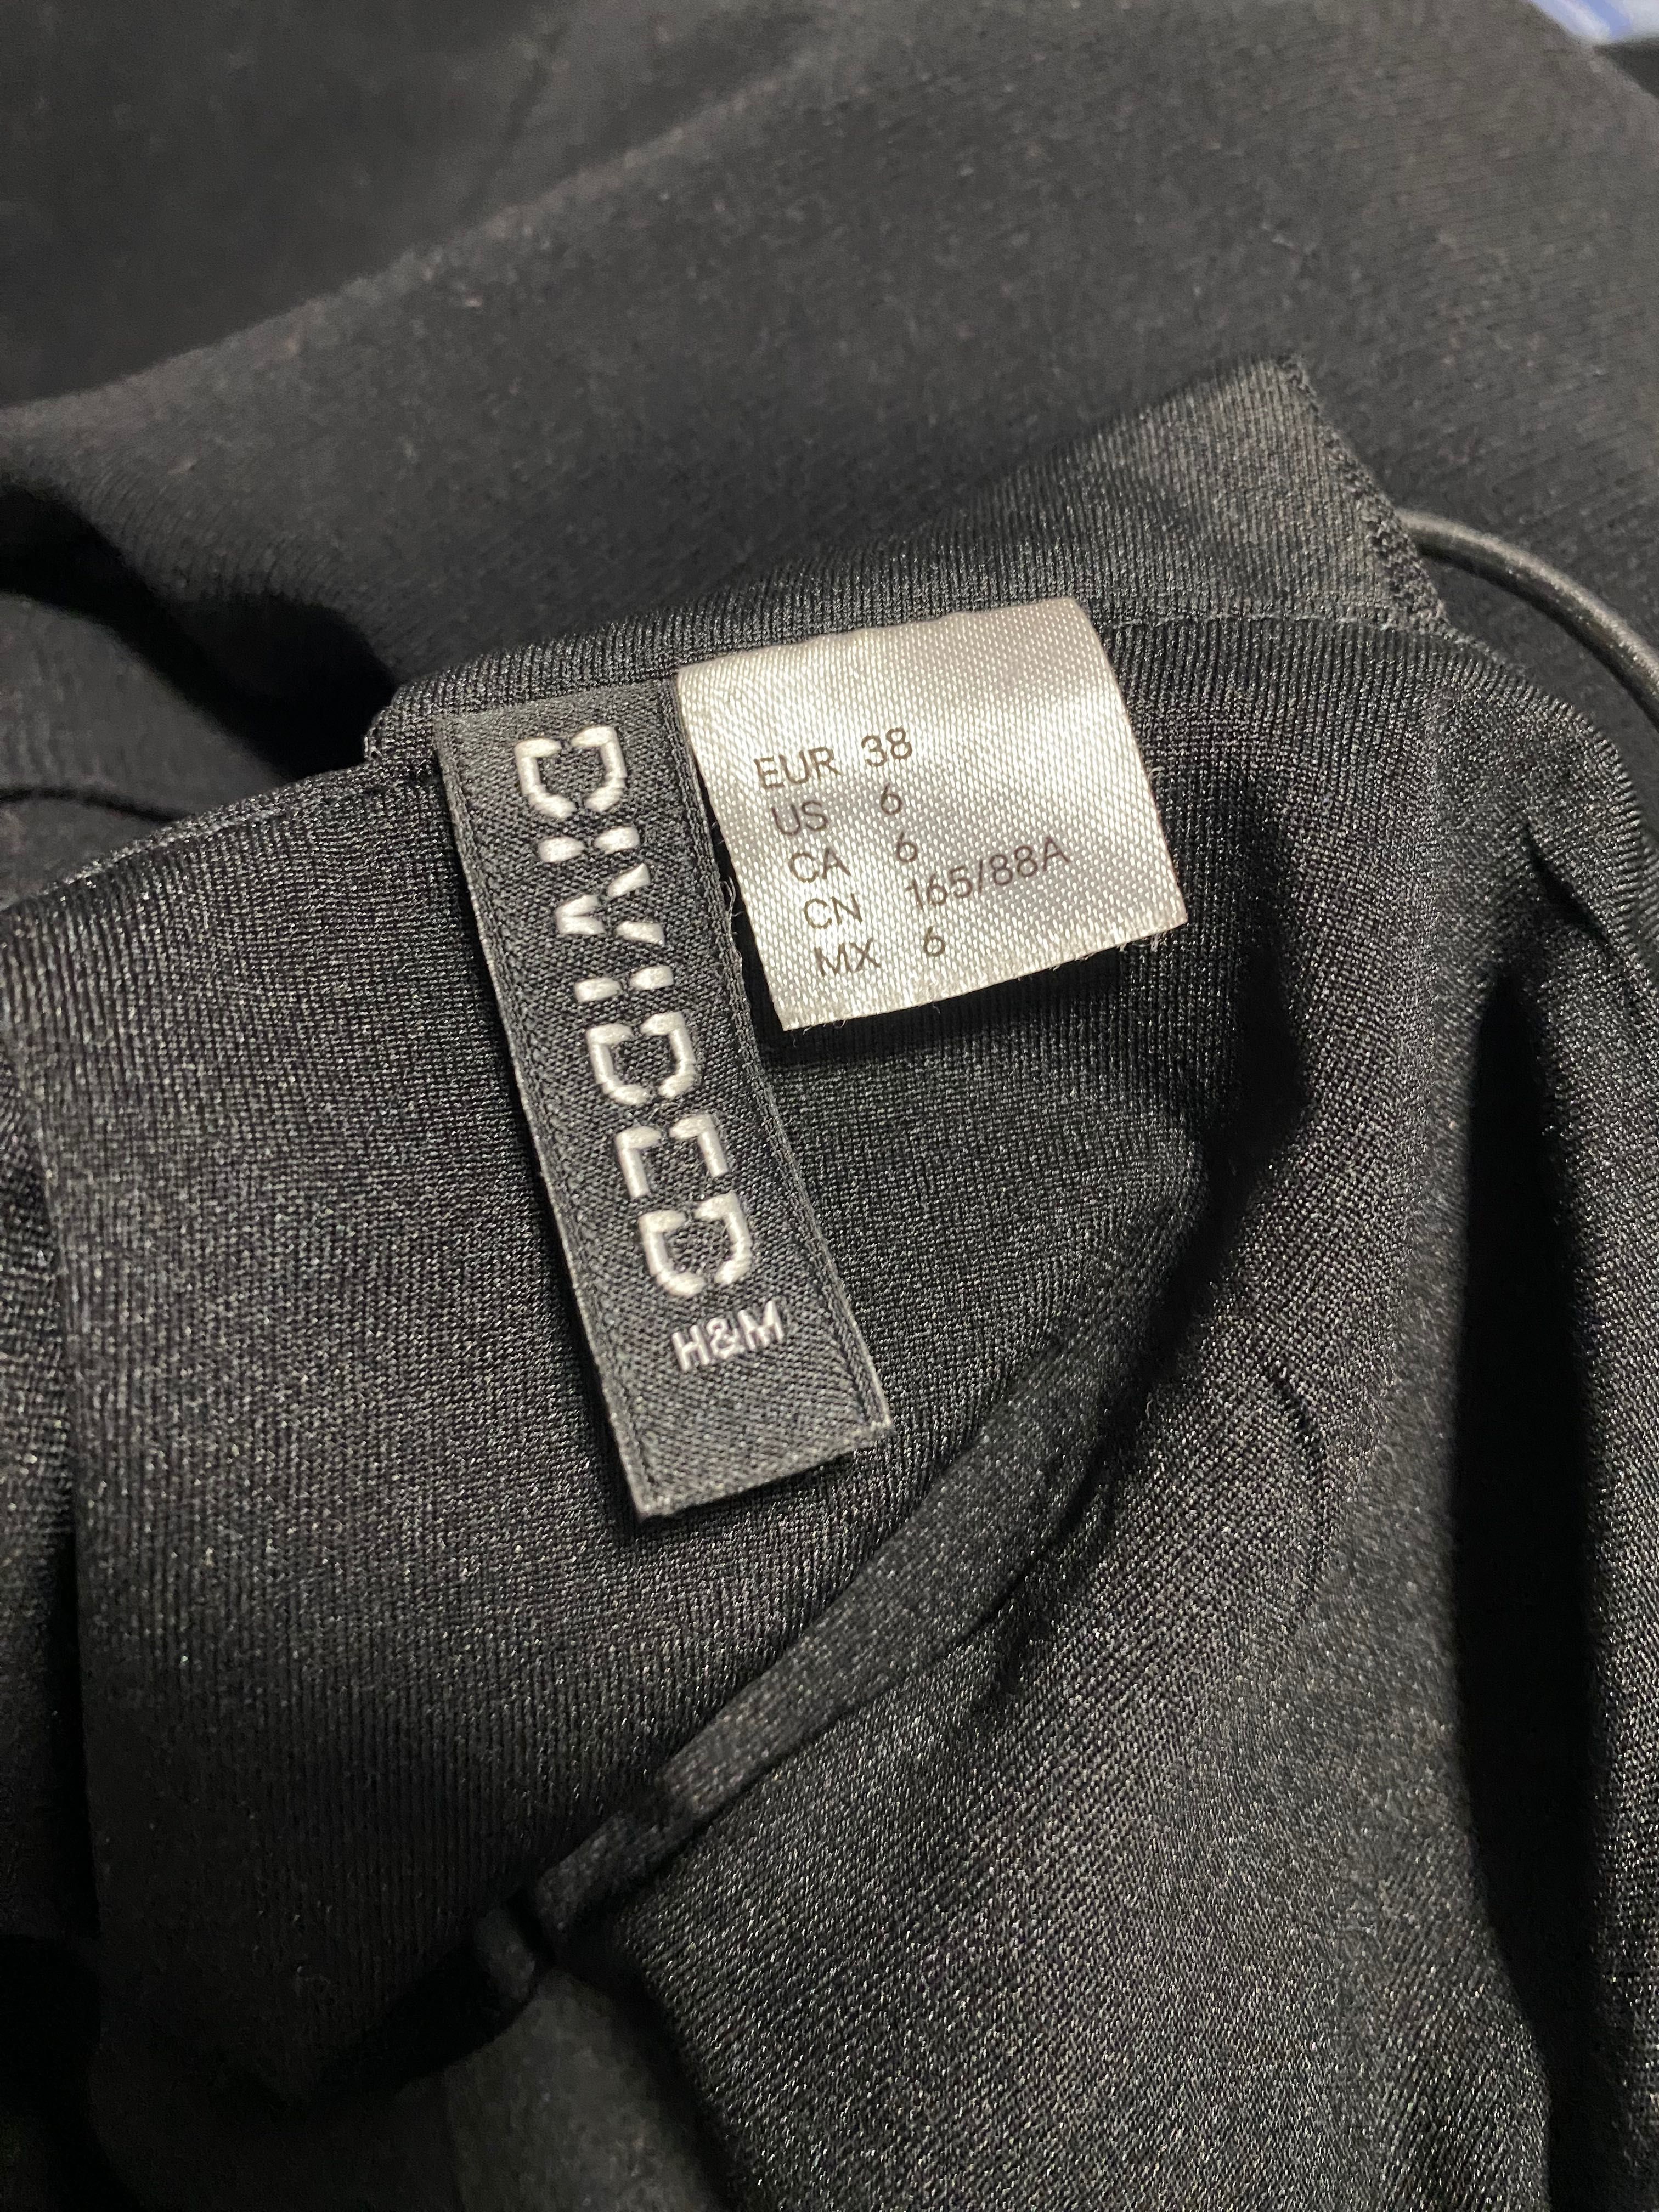 DIVIDED
H&M
EUR 38
US 6
CA 6
CN 165/88A
MX 6